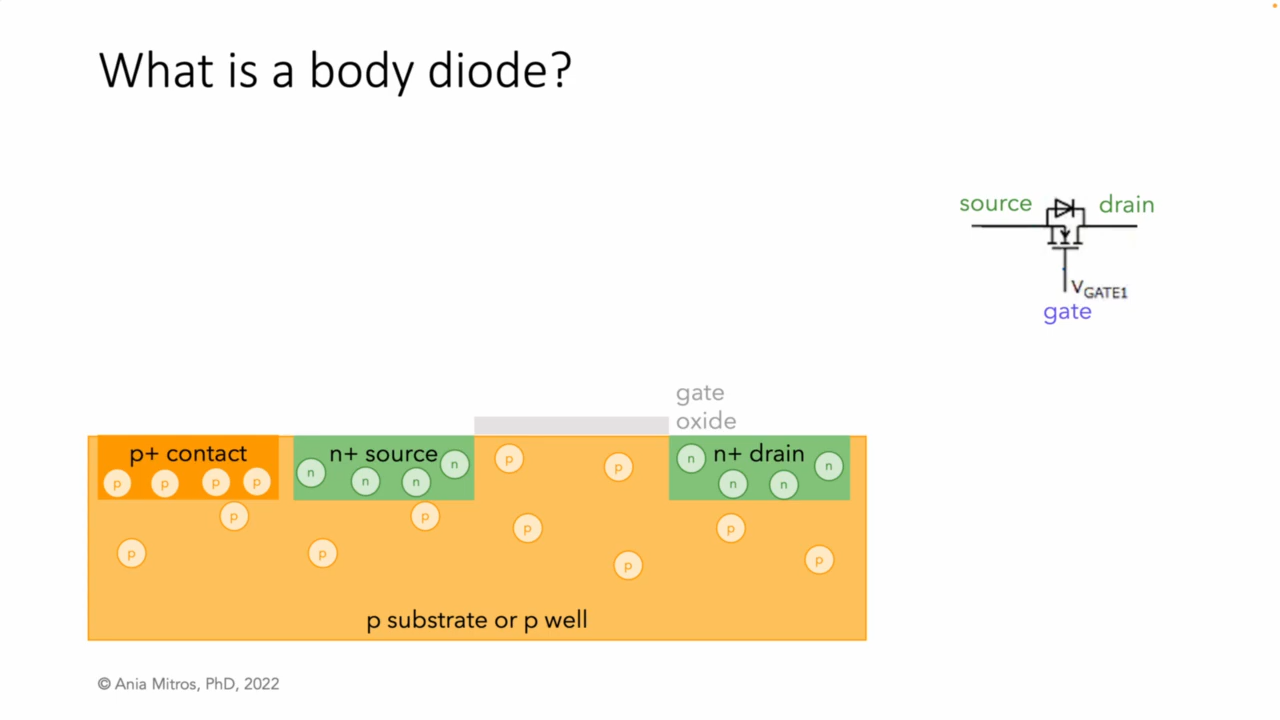 What is a body diode?
source
drain
VGATE1
gate
gate
oxide
p+ contact
n+ source
n+ drain
p
p
p
p
n
n
n
n
p
p
n
n
n
n
p
p
p
p
p
p
p
p
p
p substrate or p well
© Ania Mitros, PhD, 2022